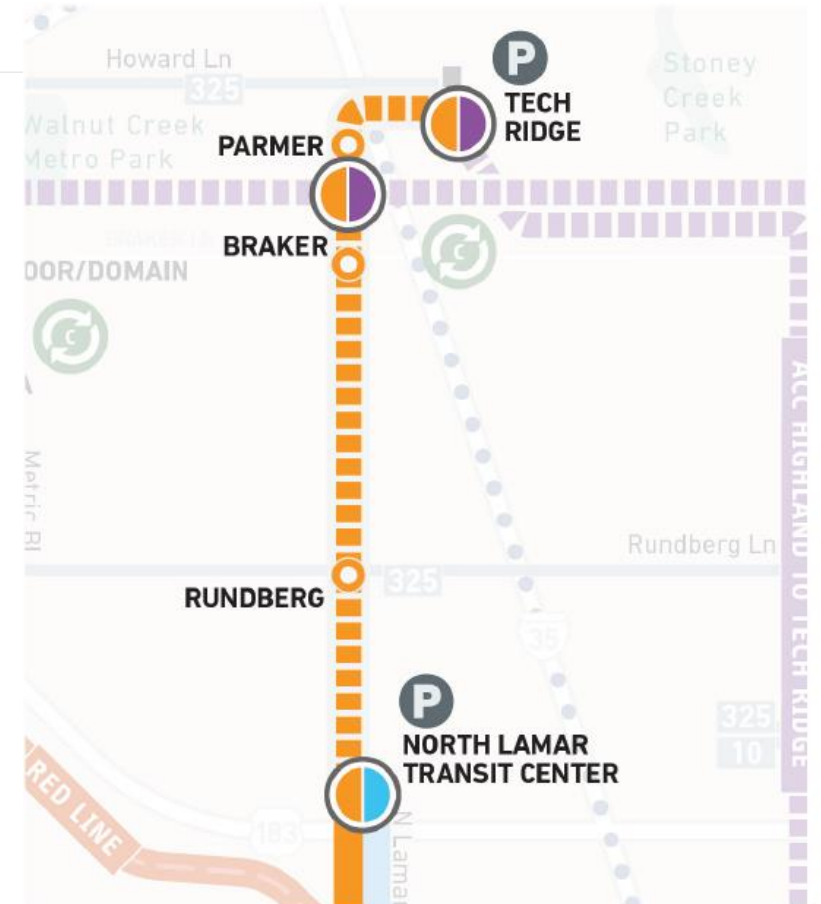 Howard Ln
325
P
TECH
RIDGE
Stoney
Creek
Park
Walnut Creek
Metro Park
PARMER
BRAKER
OOR/DOMAIN
C
C
ACC HIGHLAND TO TECH RIDGE
Rundberg Ln
325
RUNDBERG
35
P
NORTH LAMAR
TRANSIT CENTER
325
10
RED LINE
183
N Lamar